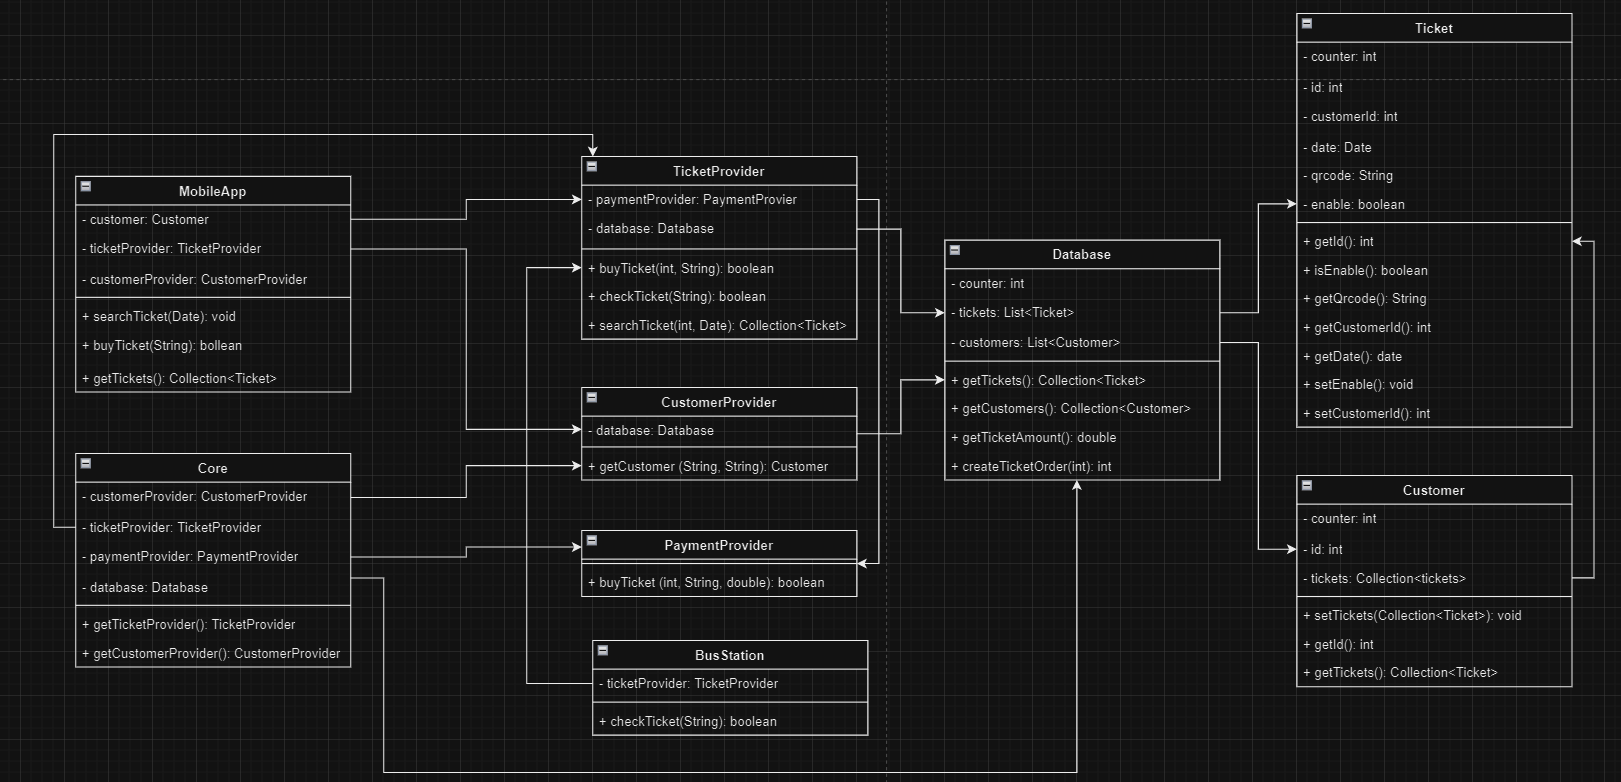 MobileApp
- customer: Customer
- ticketProvider: TicketProvider
- customerProvider: CustomerProvider
+ searchTicket(Date): void
+ buyTicket(String): bollean
+ getTickets(): Collection<Ticket>
Core
- customerProvider: CustomerProvider
- ticketProvider: TicketProvider
- paymentProvider: PaymentProvider
- database: Database
+ getTicketProvider(): TicketProvider
+ getCustomerProvider(): CustomerProvider
TicketProvider
- paymentProvider: PaymentProvier
- database: Database
+ buyTicket(int, String): boolean
+ checkTicket(String): boolean
+ searchTicket(int, Date): Collection<Ticket>
CustomerProvider
- database: Database
+ getCustomer (String, String): Customer
PaymentProvider
+ buyTicket (int, String, double): boolean
BusStation
- ticketProvider: TicketProvider
+ checkTicket(String): boolean
Database
- counter: int
- tickets: List<Ticket>
- customers: List<Customer>
+ getTickets(): Collection<Ticket>
+ getCustomers(): Collection<Customer>
+ getTicketAmount(): double
+ createTicketOrder(int): int
Ticket
- counter: int
- id: int
- customerId: int
- date: Date
- qrcode: String
- enable: boolean
+ getId(): int
+ isEnable(): boolean
+ getQrcode(): String
+ getCustomerId(): int
+ getDate(): date
+ setEnable(): void
+ setCustomerId(): int
Customer
- counter: int
- id: int
- tickets: Collection<tickets>
+ setTickets(Collection<Ticket>): void
+ getId(): int
+ getTickets(): Collection<Ticket>